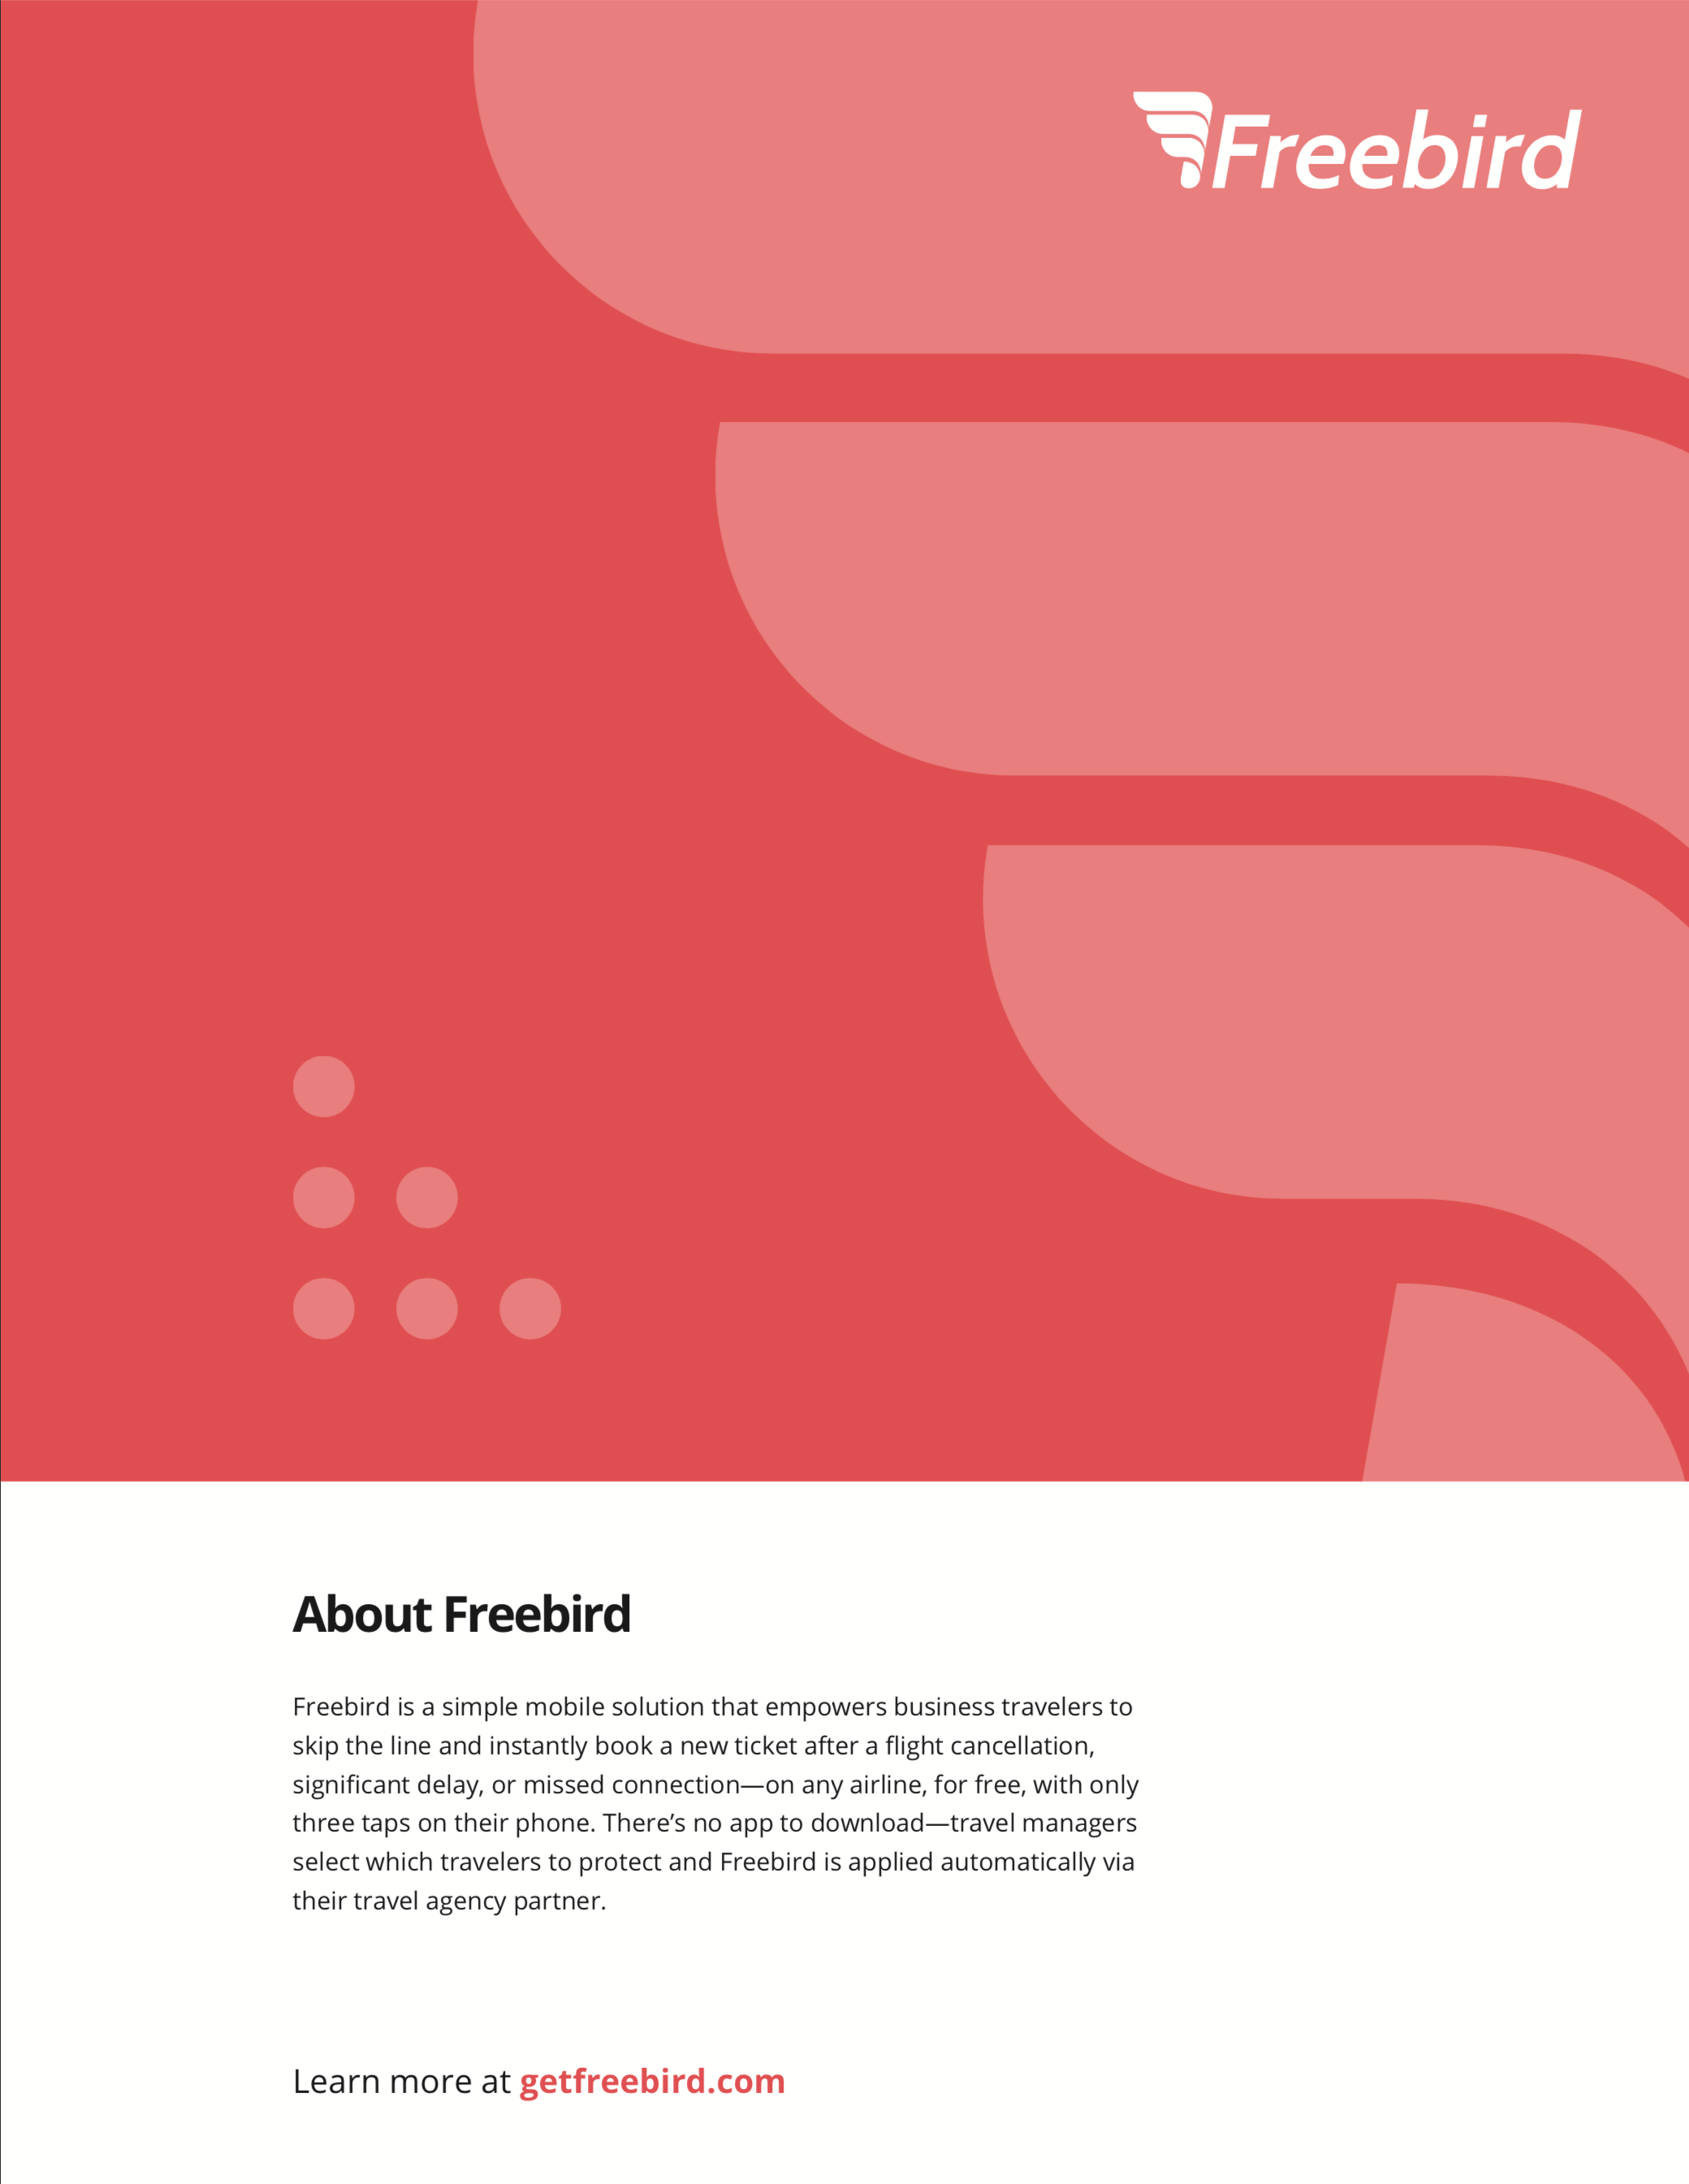 Freebird
About Freebird
Freebird is a simple mobile solution that empowers business travelers to
skip the line and instantly book a new ticket after a flight cancellation,
significant delay, or missed connection—on any airline, for free, with only
three taps on their phone. There’s no app to download—travel managers
select which travelers to protect and Freebird is applied automatically via
their travel agency partner.
Learn more at getfreebird.com